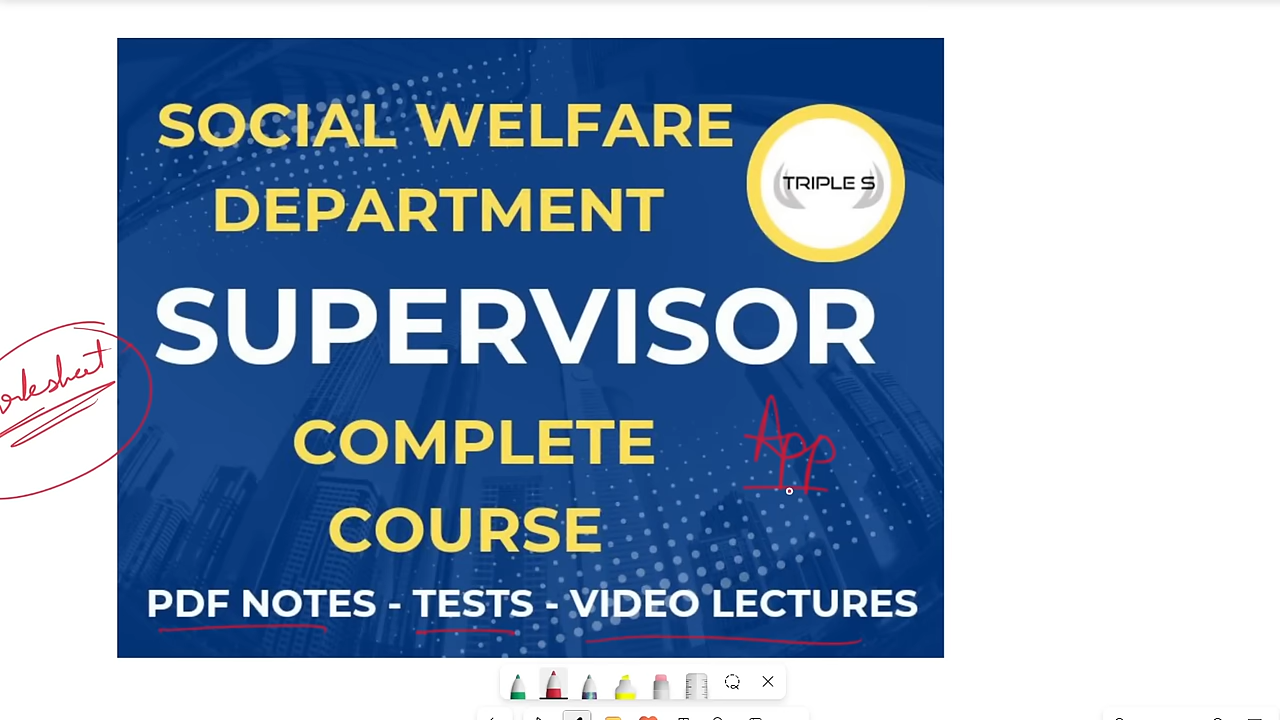 SOCIAL WELFARE
DEPARTMENT
TRIPLE S
SUPERVISOR
App
COMPLETE
COURSE
PDF NOTES - TESTS - VIDEO LECTURES